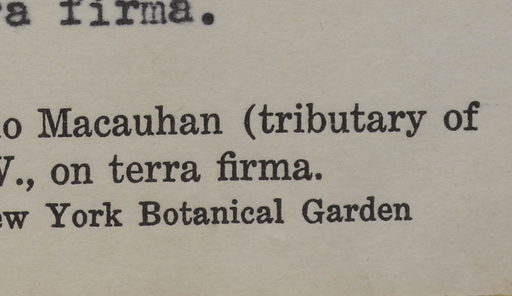 firma.
Macauhan (tributary of
on terra firma.
York Botanical Garden